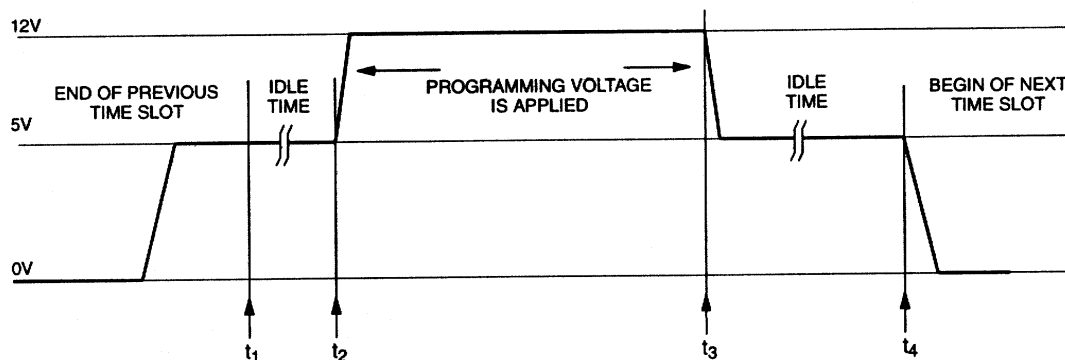 12V
END OF PREVIOUS
TIME SLOT
IDLE
TIME
PROGRAMMING VOLTAGE
IS APPLIED
IDLE
TIME
BEGIN OF NEXT
TIME SLOT
5V
0V
t1
t2
t3
t4